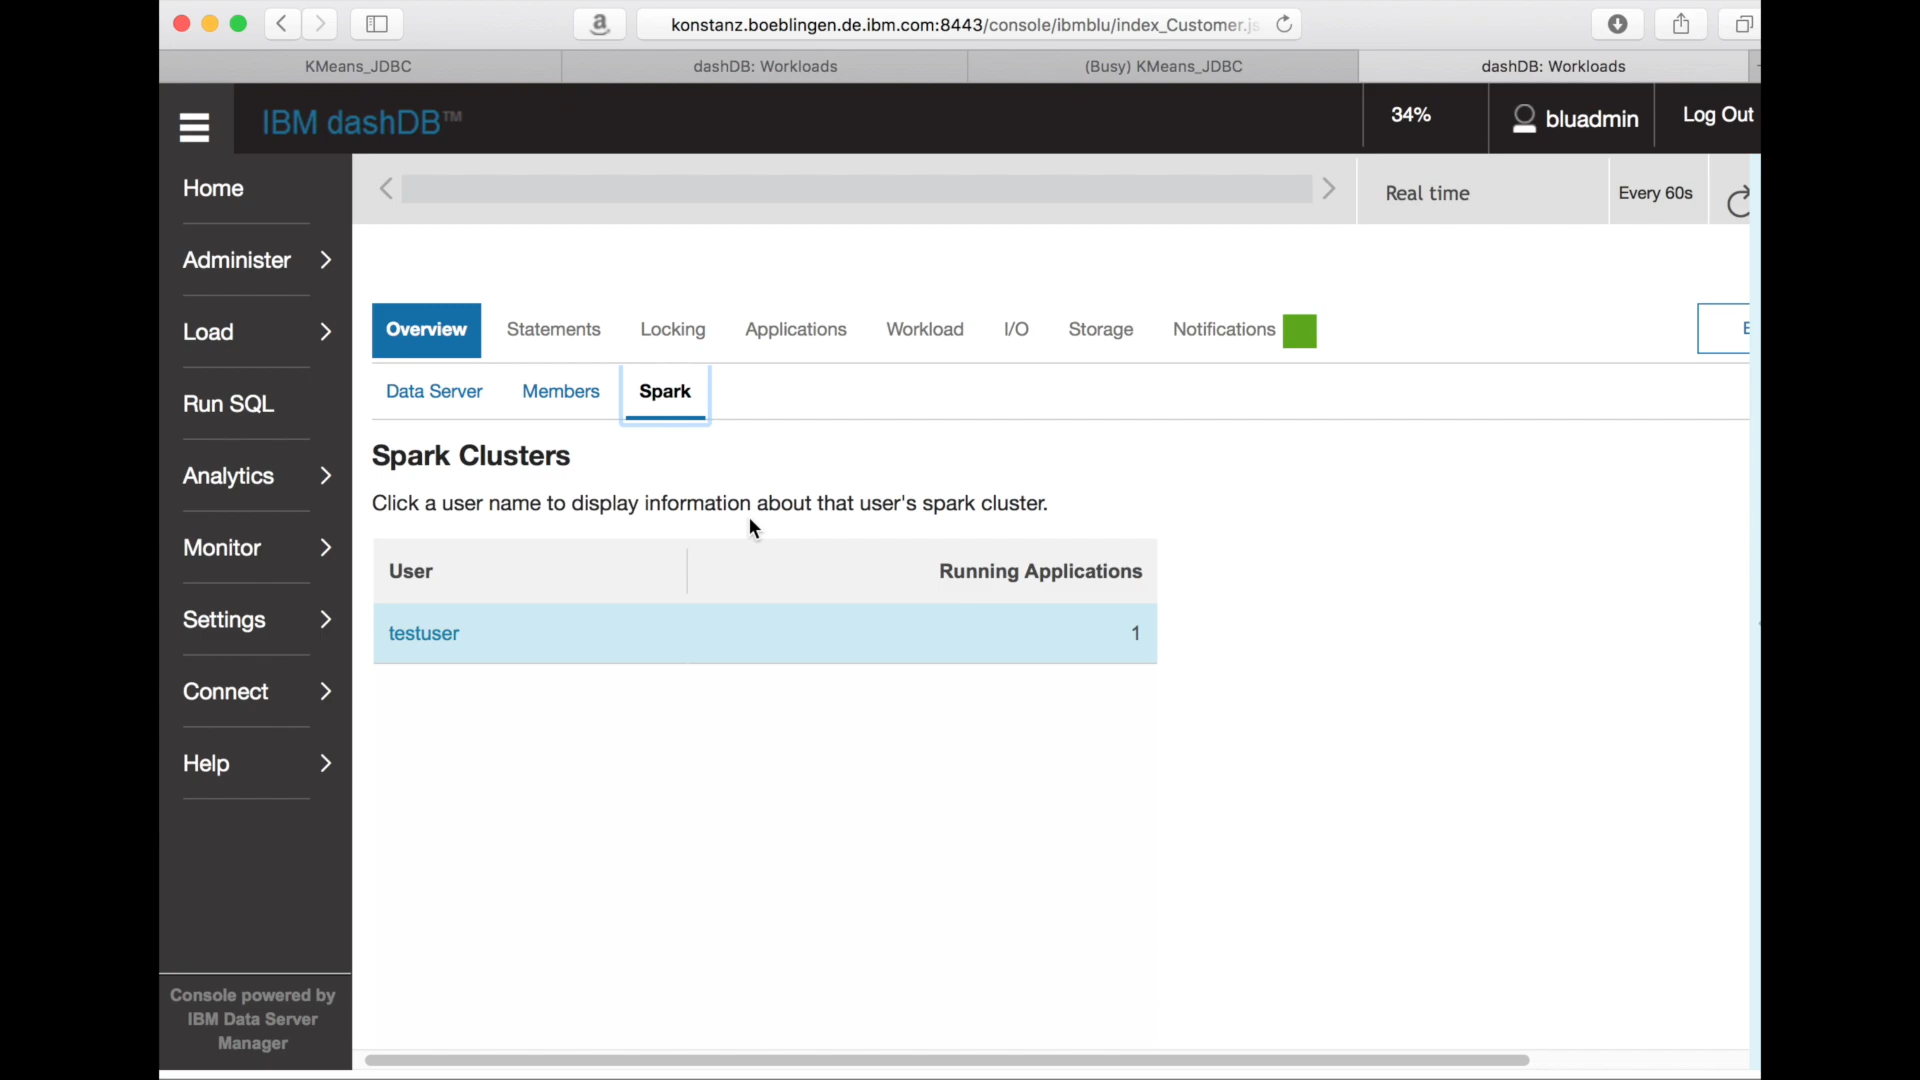 konstanz.boeblingen.de.ibm.com:8443/console/ibmblu/index_Customer.js
KMeans_JDBC
dashDB: Workloads
(Busy) KMeans_JDBC
dashDB: Workloads
IBM dashDB™
34%
bluadmin
Log Out
Home
Administer
Load
Run SQL
Analytics
Monitor
Settings
Connect
Help
Console powered by
IBM Data Server
Manager
Real time
Every 60s
Overview
Statements
Locking
Applications
Workload
I/O
Storage
Notifications
Data Server
Members
Spark
Spark Clusters
Click a user name to display information about that user's spark cluster.
User
Running Applications
testuser
1